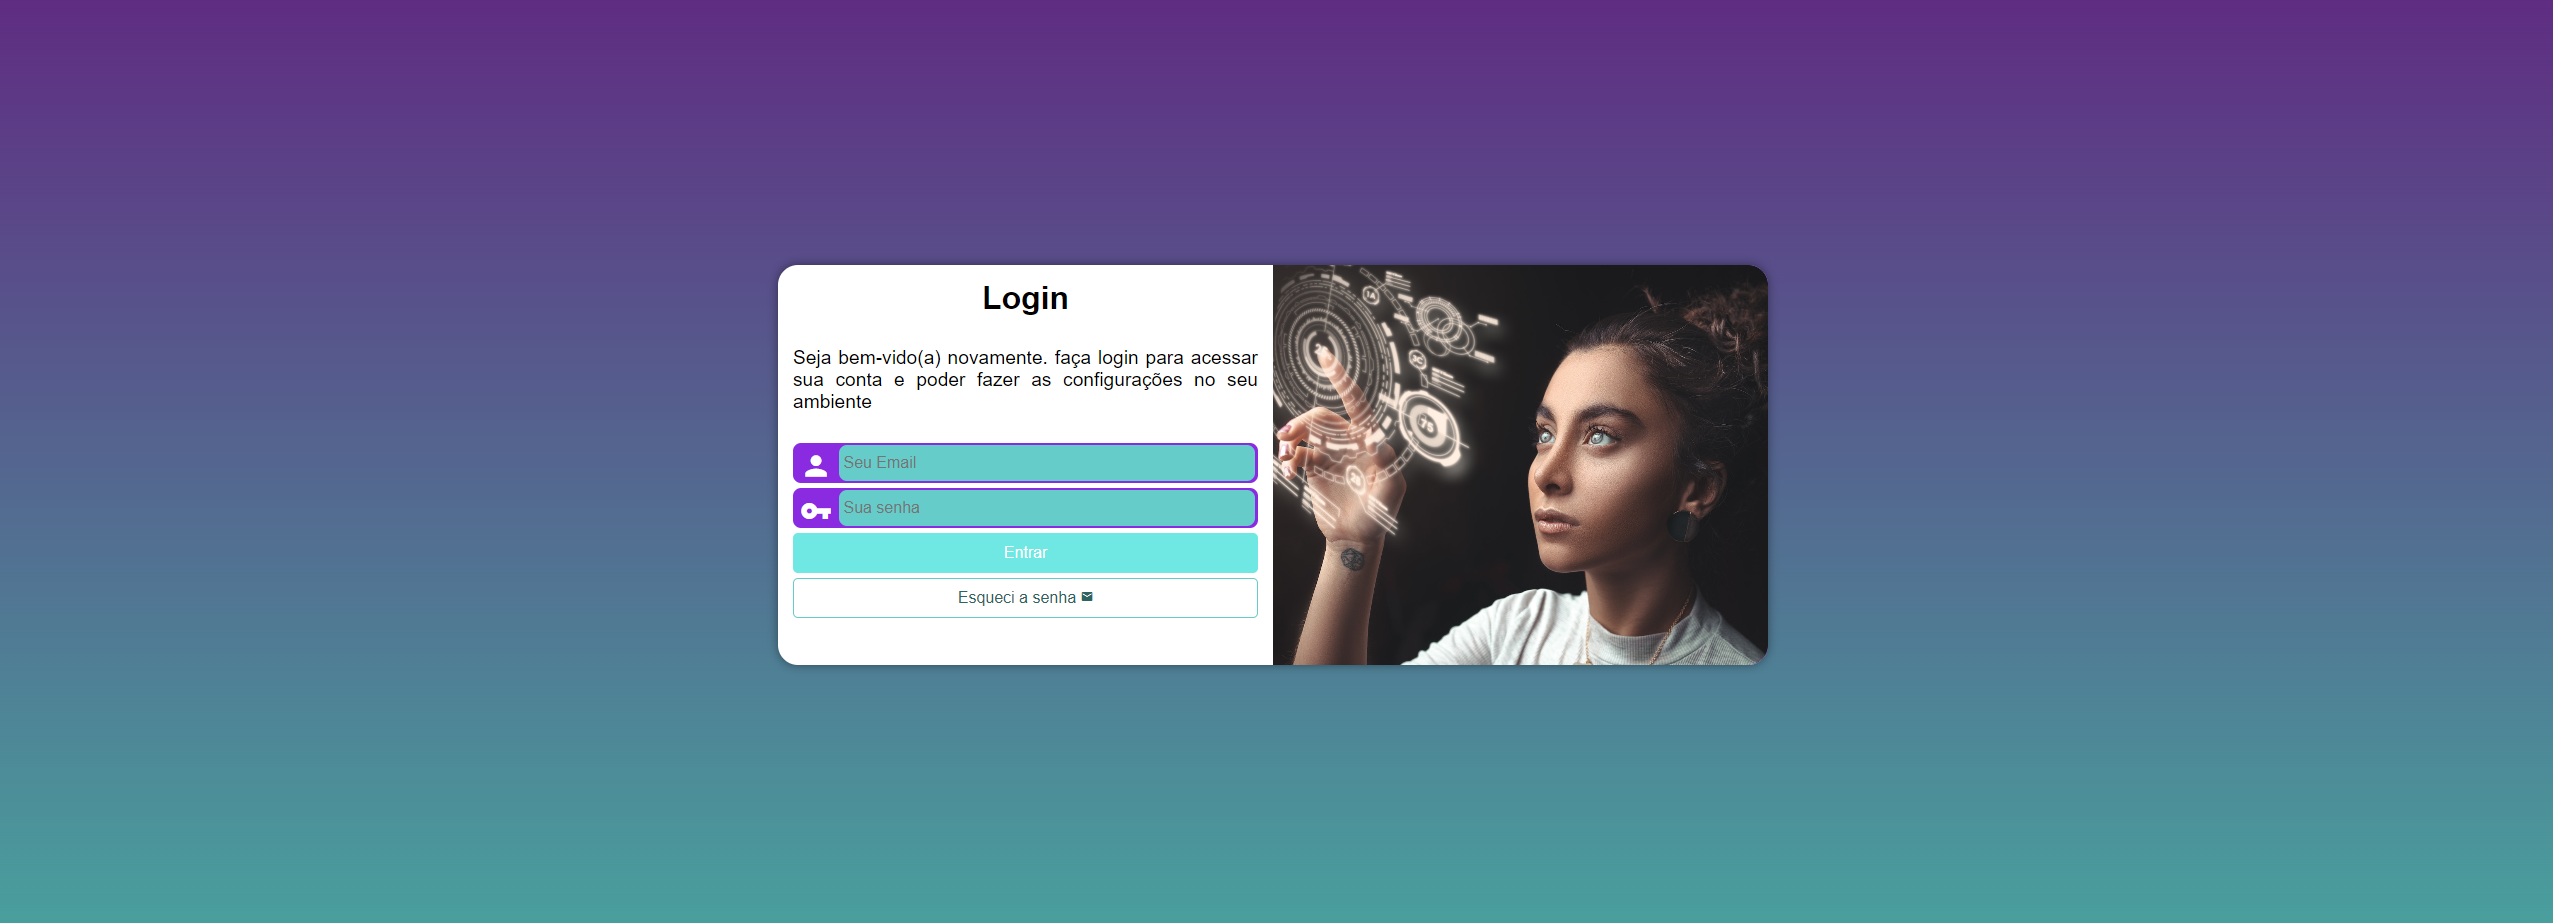 Login
Seja bem-vido(a) novamente. faça login para acessar
sua conta e poder fazer as configurações no seu
ambiente
Seu Email
Sua senha
Entrar
Esqueci a senha
75